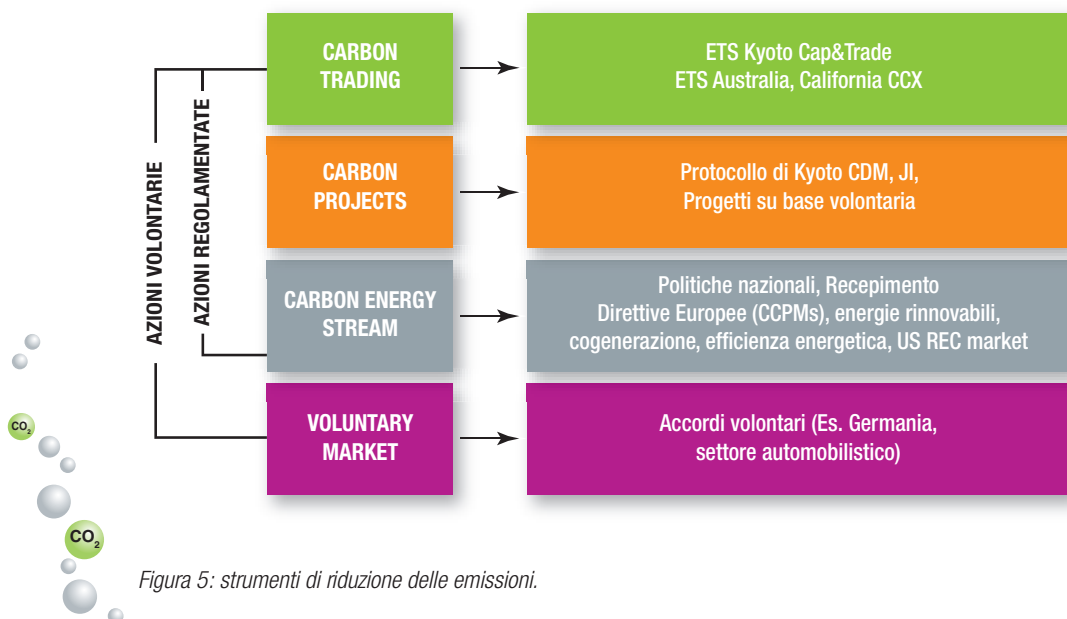 AZIONI VOLONTARIE
AZIONI REGOLAMENTATE
CARBON
TRADING
ETS Kyoto Cap&Trade
ETS Australia, California CCX
CARBON
PROJECTS
Protocollo di Kyoto CDM, JI,
Progetti su base volontaria
CARBON ENERGY
STREAM
Politiche nazionali, Recepimento
Direttive Europee (CCPMs), energie rinnovabili,
cogenerazione, efficienza energetica, US REC market
VOLUNTARY
MARKET
Accordi volontari (Es. Germania,
settore automobilistico)
CO₂
CO₂
Figura 5: strumenti di riduzione delle emissioni.